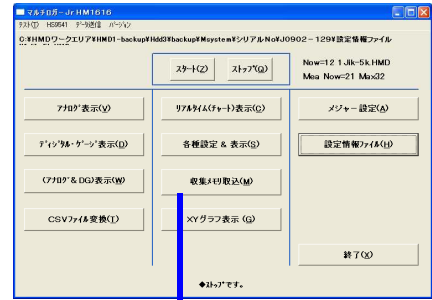 マルチロガー Jr HM1616
ﾃｽﾄ(T) HS9541 ﾃﾞｰﾀ送信 ﾊﾞｰｼﾞｮﾝ
C:¥HMDワークエリア¥HMD1-backup¥Hdd3¥backup¥Msystem¥シリアルNo¥J0902-129¥設定情報ファイル
ｽﾀｰﾄ(Z)
ｽﾄｯﾌﾟ(Q)
Now=12 1 Jik-5k.HMD
Mea Now=21 Max32
ｱﾅﾛｸﾞ表示(V)
ﾘｱﾙﾀｲﾑ(ﾁｬｰﾄ)表示(C)
メジャー設定(A)
ﾃﾞｨｼﾞﾀﾙ・ｹﾞｰｼﾞ表示(D)
各種設定 & 表示(S)
設定情報ﾌｧｲﾙ(H)
(ｱﾅﾛｸﾞ& DG)表示(W)
収集ﾒﾓﾘ取込(M)
CSVﾌｧｲﾙ変換(T)
XYグラフ表示 (G)
終了(X)
◆ｽﾄｯﾌﾟです。